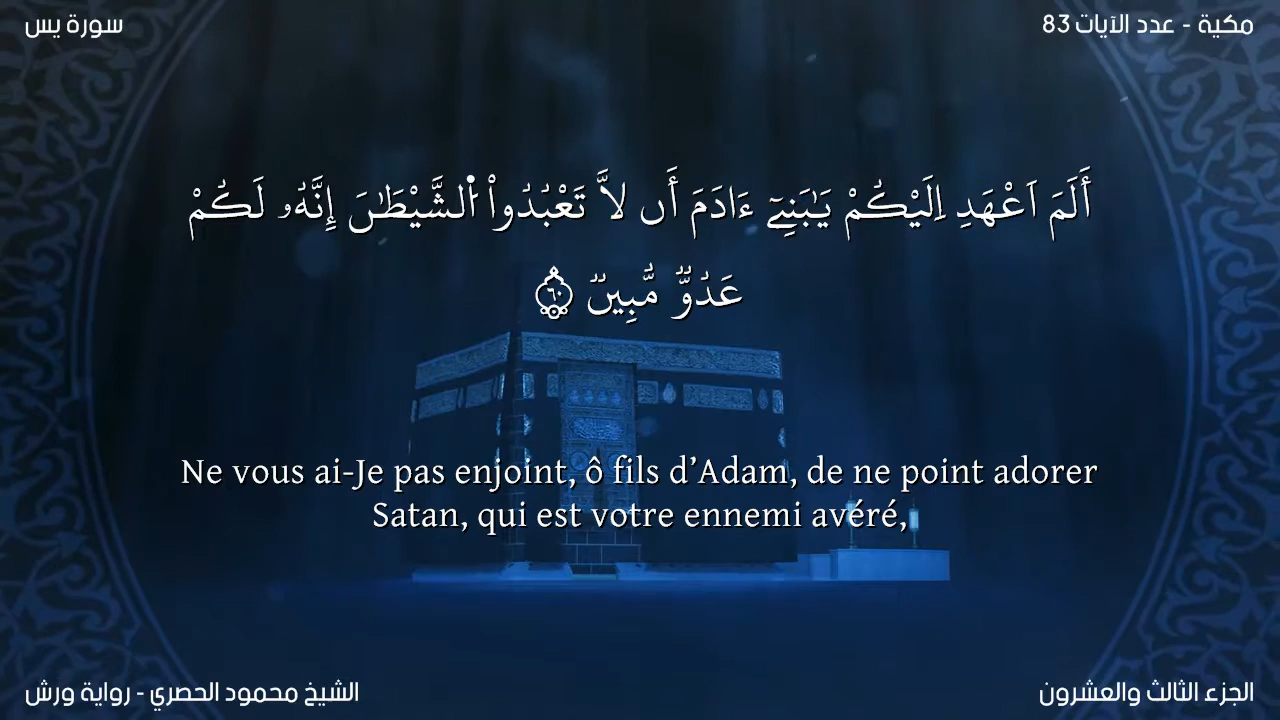 مكية - عدد الآيات 83
سورة يس
أَلَمَ اَعْهَدِ اِلَيْكُمْ يَٰبَنِےٓ ءَادَمَ أَن لاَّ تَعْبُدُواْ اُ۬لشَّيْطَٰنَ إِنَّهُۥ لَكُمْ
عَدُوّٞ مُّبِينٞ ٦٠
Ne vous ai-Je pas enjoint, ô fils d’Adam, de ne point adorer
Satan, qui est votre ennemi avéré,
الجزء الثالث والعشرون
الشيخ محمود الحصري - رواية ورش